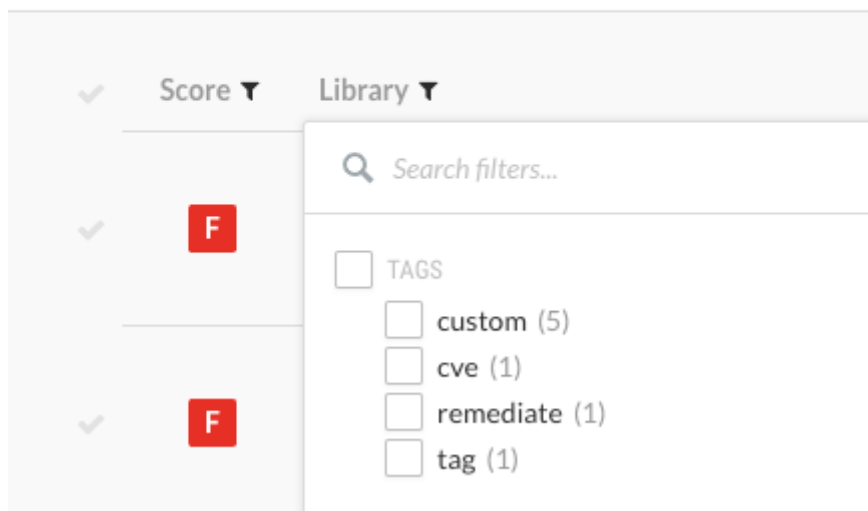 Score Library
Search filters...
F
TAGS
custom (5)
cve (1)
remediate (1)
F
tag (1)